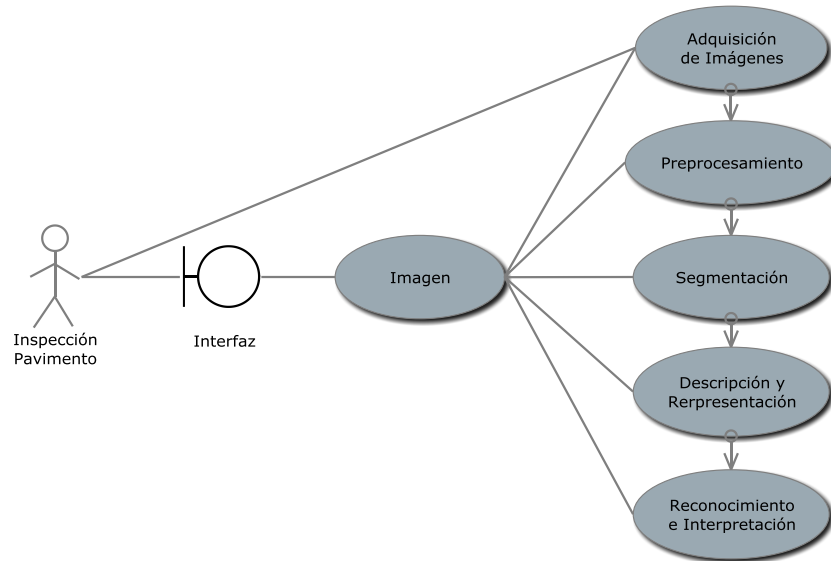 Adquisición
de Imágenes
Preprocesamiento
Segmentación
Descripción y
Rerpresentación
Reconocimiento
e Interpretación
Imagen
Interfaz
Inspección
Pavimento